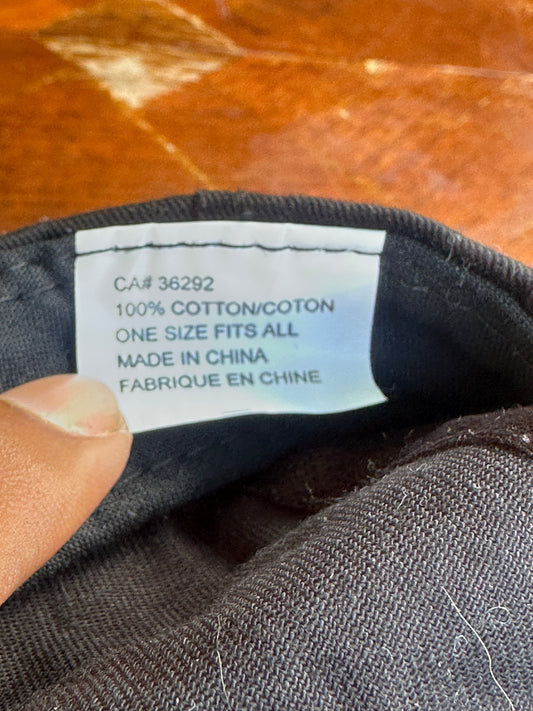 CA# 36292
100% COTTON/COTON
ONE SIZE FITS ALL
MADE IN CHINA
FABRIQUE EN CHINE